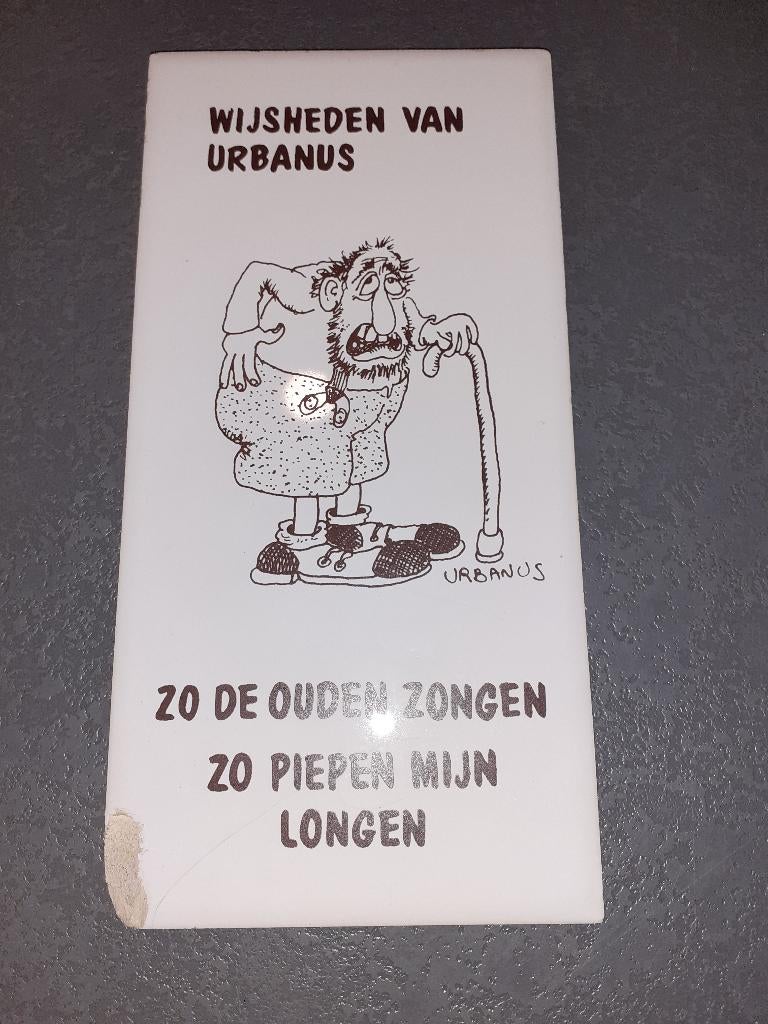 WIJSHEDEN VAN
URBANUS
URBANUS
ZO DE OUDEN ZONGEN
ZO PIEPEN MIJN
LONGEN